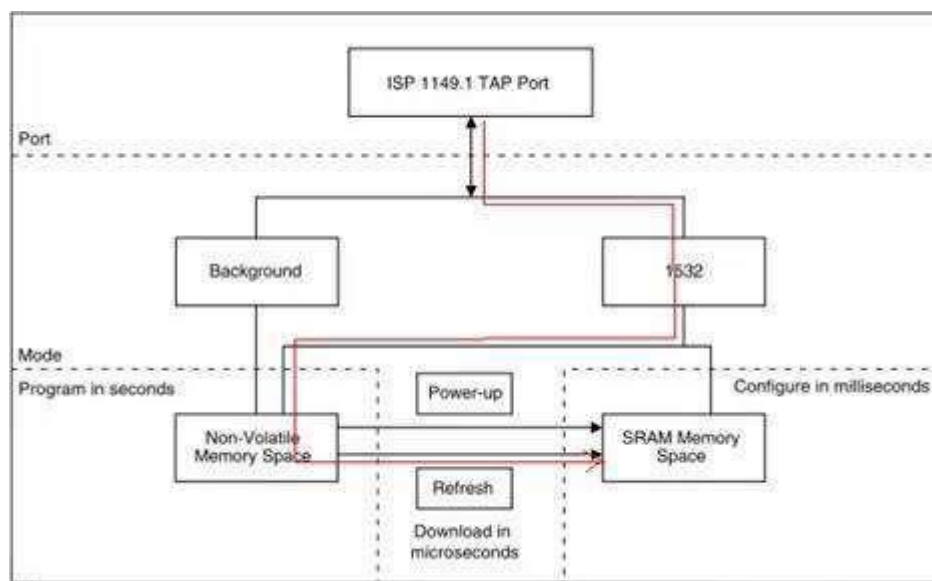 ISP 1149.1 TAP Port
Port
Background
1532
Mode
Program in seconds
Power-up
Configure in milliseconds
Non-Volatile
Memory Space
SRAM Memory
Space
Refresh
Download in
microseconds